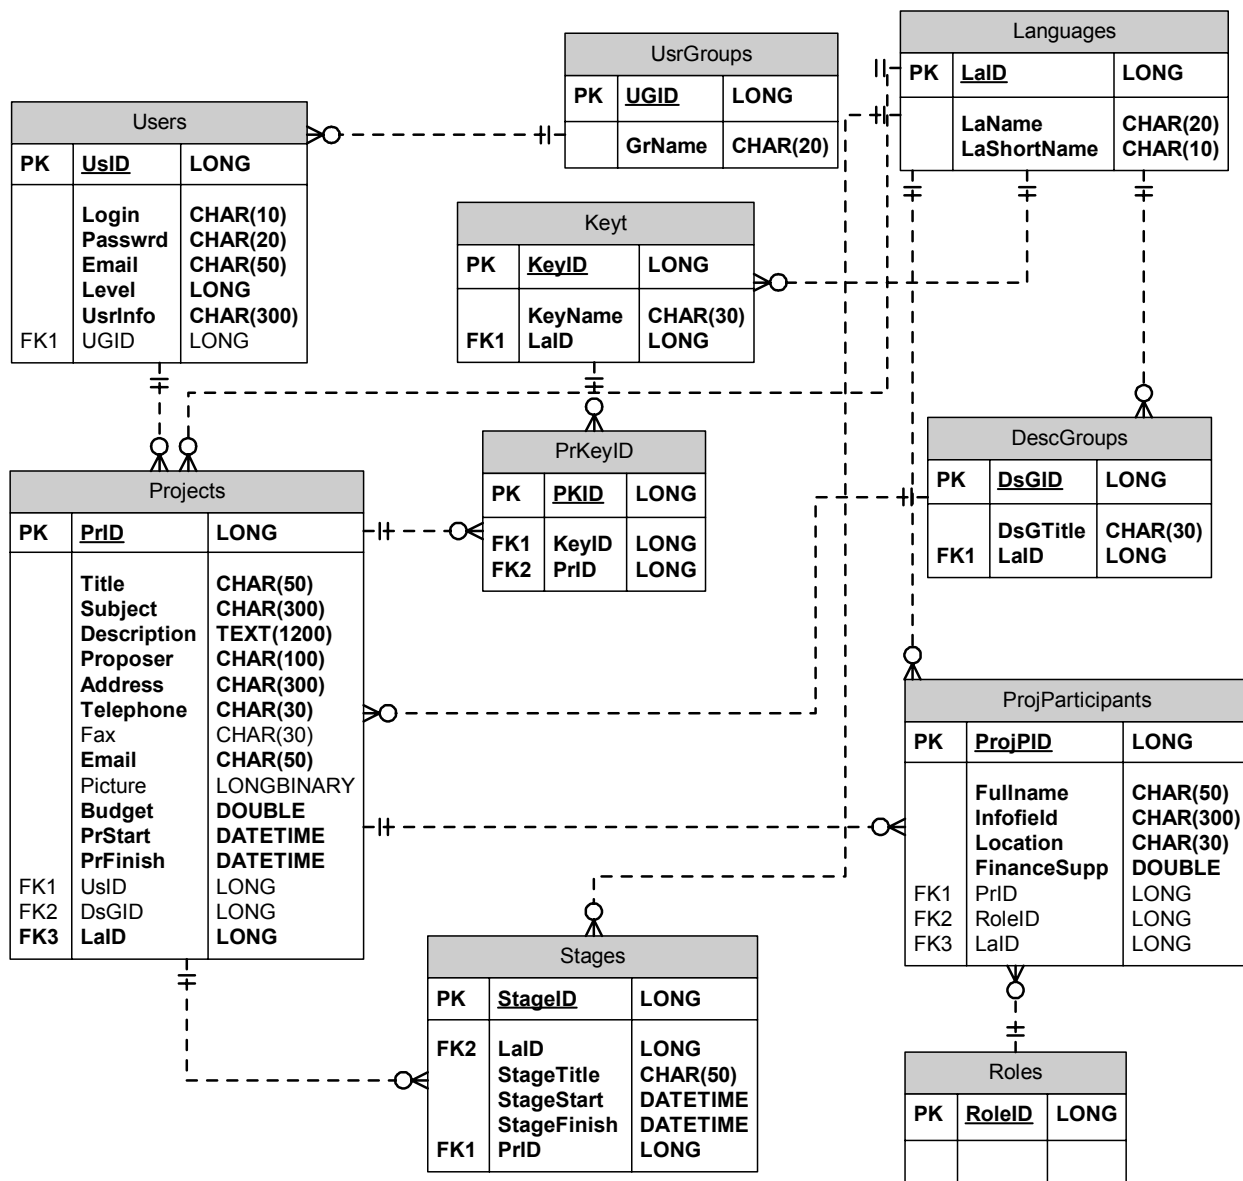 Languages
PK LaID LONG
LaName CHAR(20)
LaShortName CHAR(10)
UsrGroups
PK UGID LONG
GrName CHAR(20)
Users
PK UsID LONG
Login CHAR(10)
Passwrd CHAR(20)
Email CHAR(50)
Level LONG
UsrInfo CHAR(300)
FK1 UGID LONG
Keyt
PK KeyID LONG
KeyName CHAR(30)
FK1 LaID LONG
PrKeyID
PK PKID LONG
FK1 KeyID LONG
FK2 PrID LONG
DescGroups
PK DsGID LONG
DsGTitle CHAR(30)
FK1 LaID LONG
Projects
PK PrID LONG
Title CHAR(50)
Subject CHAR(300)
Description TEXT(1200)
Proposer CHAR(100)
Address CHAR(300)
Telephone CHAR(30)
Fax CHAR(30)
Email CHAR(50)
Picture LONGBINARY
Budget DOUBLE
PrStart DATETIME
PrFinish DATETIME
FK1 UsID LONG
FK2 DsGID LONG
FK3 LaID LONG
ProjParticipants
PK ProjPID LONG
Fullname CHAR(50)
Infofield CHAR(300)
Location CHAR(30)
FinanceSupp DOUBLE
FK1 PrID LONG
FK2 RoleID LONG
FK3 LaID LONG
Stages
PK StageID LONG
FK2 LaID LONG
StageTitle CHAR(50)
StageStart DATETIME
StageFinish DATETIME
FK1 PrID LONG
Roles
PK RoleID LONG